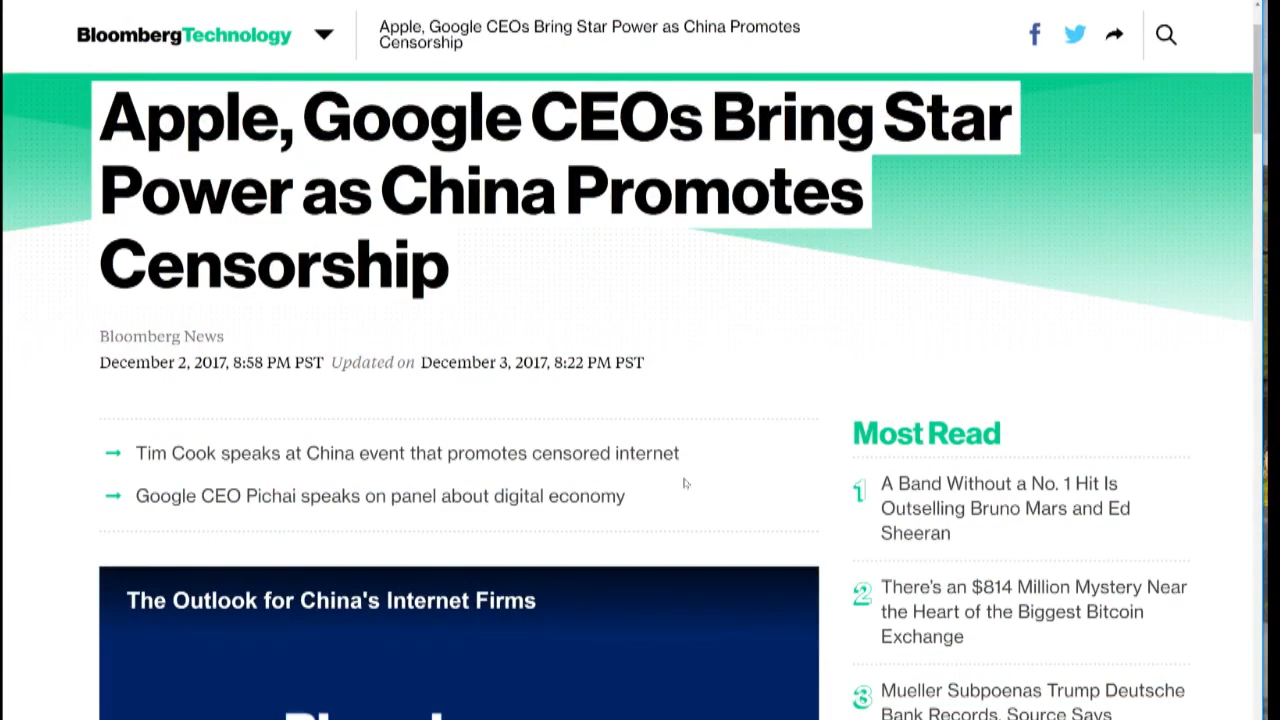 BloombergTechnology
Apple, Google CEOs Bring Star Power as China Promotes
Censorship
Apple, Google CEOs Bring Star
Power as China Promotes
Censorship
Bloomberg News
December 2, 2017, 8:58 PM PST Updated on December 3, 2017, 8:22 PM PST
→ Tim Cook speaks at China event that promotes censored internet
→ Google CEO Pichai speaks on panel about digital economy
The Outlook for China's Internet Firms
Most Read
1 A Band Without a No. 1 Hit Is
Outselling Bruno Mars and Ed
Sheeran
2 There's an $814 Million Mystery Near
the Heart of the Biggest Bitcoin
Exchange
3 Mueller Subpoenas Trump Deutsche
Bank Records, Source Says